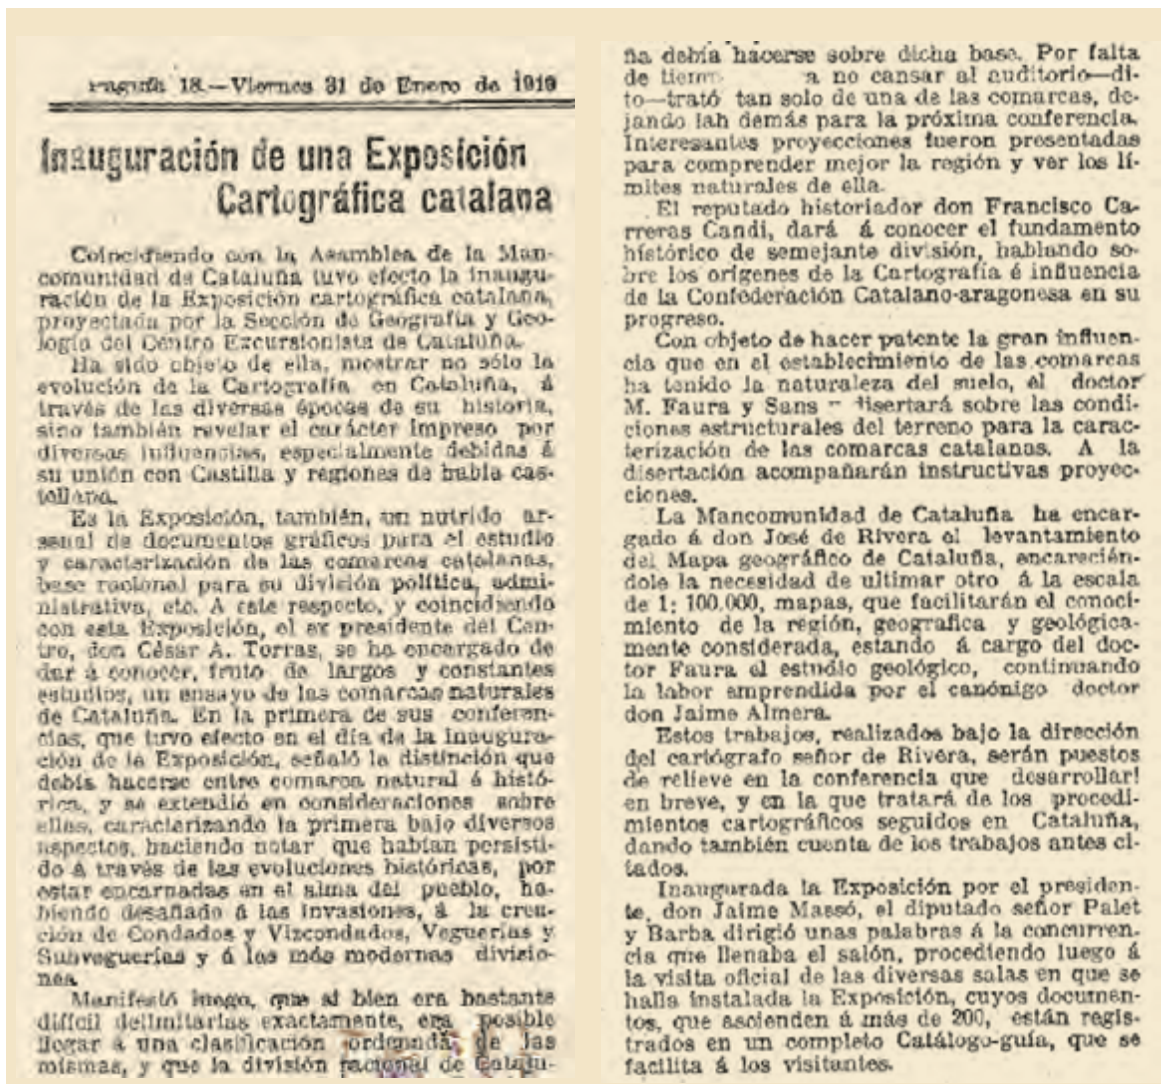 Página 18.—Viernes 31 de Enero de 1919
Inauguración de una Exposición
Cartográfica catalana
Coincidiendo con la Asamblea de la Man-
comunidad de Cataluña tuvo efecto la inaugu-
ración de la Exposición cartográfica catalana,
proyectada por la Sección de Geografía y Geo-
logía del Centro Excursionista de Cataluña.
Ha sido objeto de ella, mostrar no sólo la
evolución de la Cartografía en Cataluña, á
través de las diversas épocas de su historia,
sino también revelar el carácter impreso por
diversas influencias, especialmente debidas á
su unión con Castilla y regiones de habla cas-
tellana.
Es la Exposición, también, un nutrido ar-
senal de documentos gráficos para el estudio
y caracterización de las comarcas catalanas,
base racional para su división política, admi-
nistrativa, etc. A este respecto, y coincidiendo
con esta Exposición, el ex presidente del Cen-
tro, don César A. Torras, se ha encargado de
dar á conocer, fruto de largos y constantes
estudios, un ensayo de las comarcas naturales
de Cataluña. En la primera de sus conferen-
cias, que tuvo efecto en el día de la inaugura-
ción de la Exposición, señaló la distinción que
debía hacerse entre comarca natural é histó-
rica, y se extendió en consideraciones sobre
ellas, caracterizando la primera bajo diversos
aspectos, haciendo notar que habían persisti-
do á través de las evoluciones históricas, por
estar encarnadas en el alma del pueblo, ha-
biendo desafiado á las invasiones, á la crea-
ción de Condados y Vizcondados, Veguerías y
Subveguerías y á las más modernas divisio-
nes.
Manifestó luego, que si bien era bastante
difícil delimitarlas exactamente, era posible
llegar á una clasificación ordenada de las
mismas, y que la división racional de Catalu-
ña debía hacerse sobre dicha base. Por falta
de tiempo a no cansar al auditorio—di-
to—trató tan solo de una de las comarcas, de-
jando lah demás para la próxima conferencia.
Interesantes proyecciones fueron presentadas
para comprender mejor la región y ver los lí-
mites naturales de ella.
El reputado historiador don Francisco Ca-
rreras Candi, dará á conocer el fundamento
histórico de semejante división, hablando so-
bre los orígenes de la Cartografía é influencia
de la Confederación Catalano-aragonesa en su
progreso.
Con objeto de hacer patente la gran influen-
cia que en el establecimiento de las comarcas
ha tenido la naturaleza del suelo, el doctor
M. Faura y Sans disertará sobre las condi-
ciones estructurales del terreno para la carac-
terización de las comarcas catalanas. A la
disertación acompañarán instructivas proyec-
ciones.
La Mancomunidad de Cataluña ha encar-
gado á don José de Rivera el levantamiento
del Mapa geográfico de Cataluña, encarecién-
dole la necesidad de ultimar otro á la escala
de 1: 100.000, mapas, que facilitarán el conoci-
miento de la región, geografica y geológica-
mente considerada, estando á cargo del doc-
tor Faura el estudio geológico, continuando
la labor emprendida por el canónigo doctor
don Jaime Almera.
Estos trabajos, realizados bajo la dirección
del cartógrafo señor de Rivera, serán puestos
de relieve en la conferencia que desarrollar!
en breve, y en la que tratará de los procedi-
mientos cartográficos seguidos en Cataluña,
dando también cuenta de los trabajos antes ci-
tados.
Inaugurada la Exposición por el presiden-
te, don Jaime Massó, el diputado señor Palet
y Barba dirigió unas palabras á la concurren-
cia que llenaba el salón, procediendo luego á
la visita oficial de las diversas salas en que se
halla instalada la Exposición, cuyos documen-
tos, que ascienden á más de 200, están regis-
trados en un completo Catálogo-guía, que se
facilita á los visitantes.